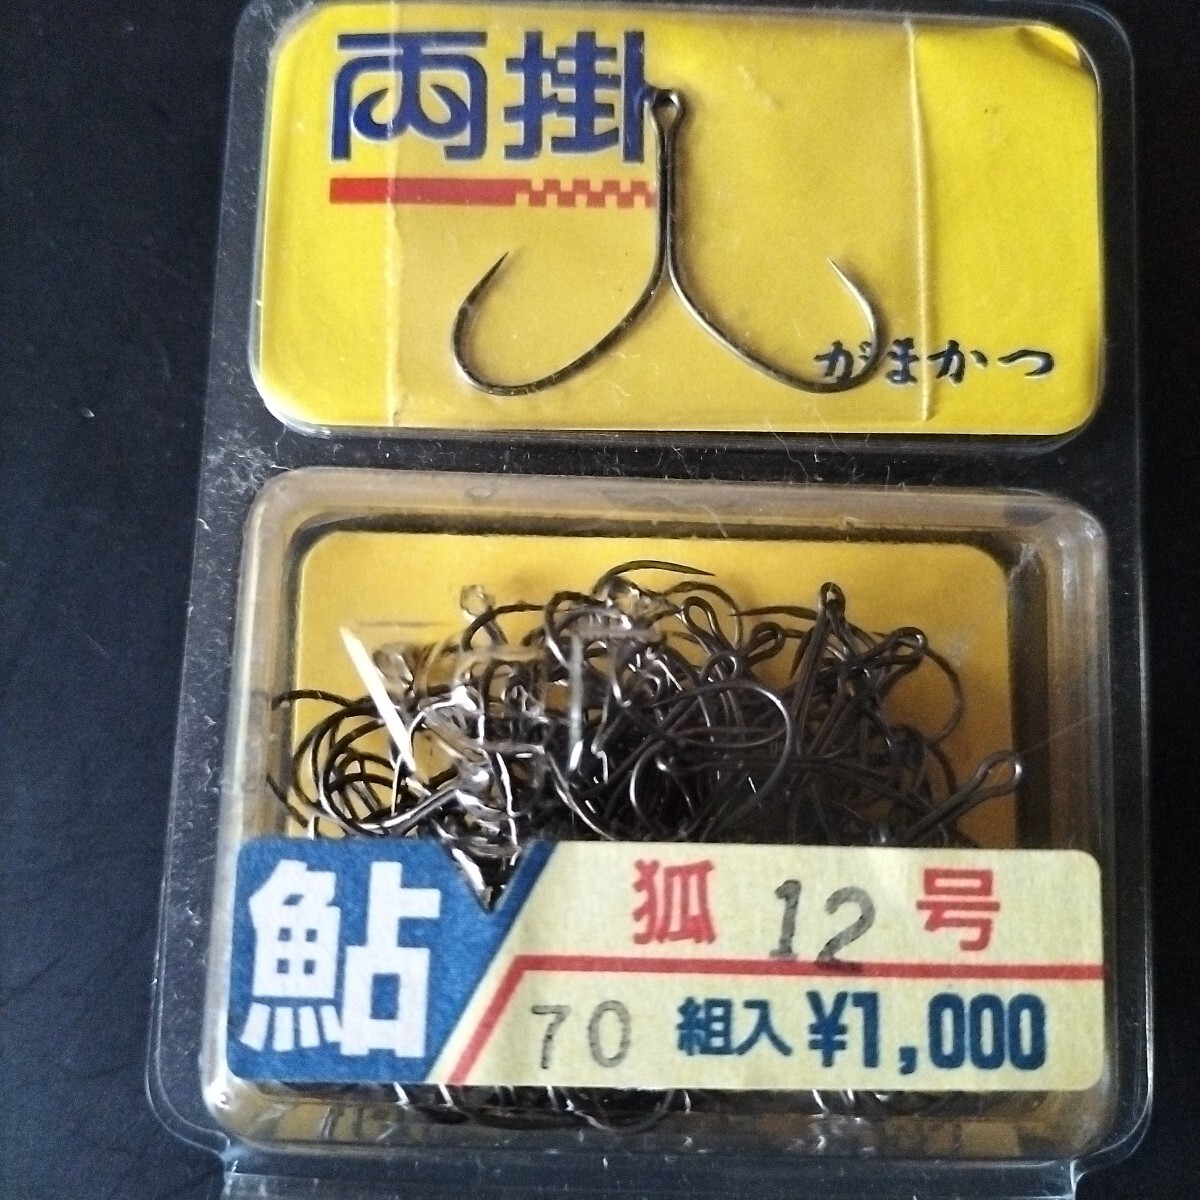 両掛
がまかつ
鮎
狐 12 号
70 組入 ¥1,000